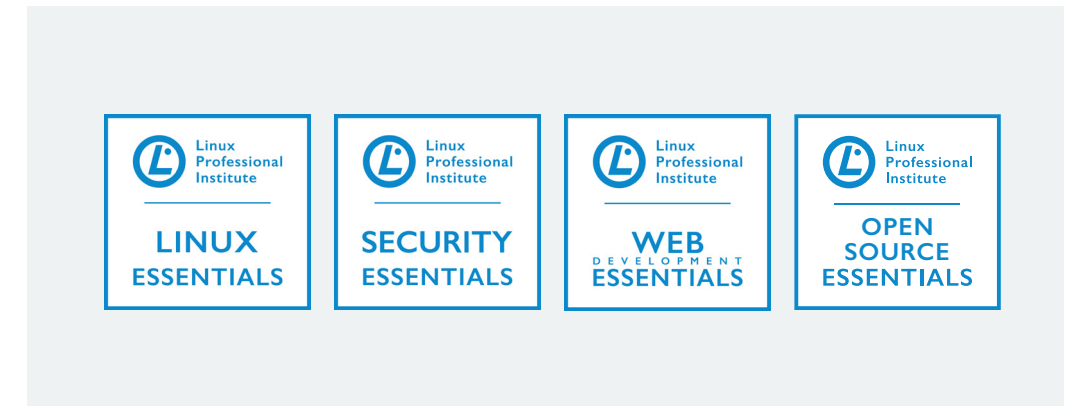 Linux
Professional
Institute
LINUX
ESSENTIALS
Linux
Professional
Institute
SECURITY
ESSENTIALS
Linux
Professional
Institute
WEB
DEVELOPMENT
ESSENTIALS
Linux
Professional
Institute
OPEN
SOURCE
ESSENTIALS